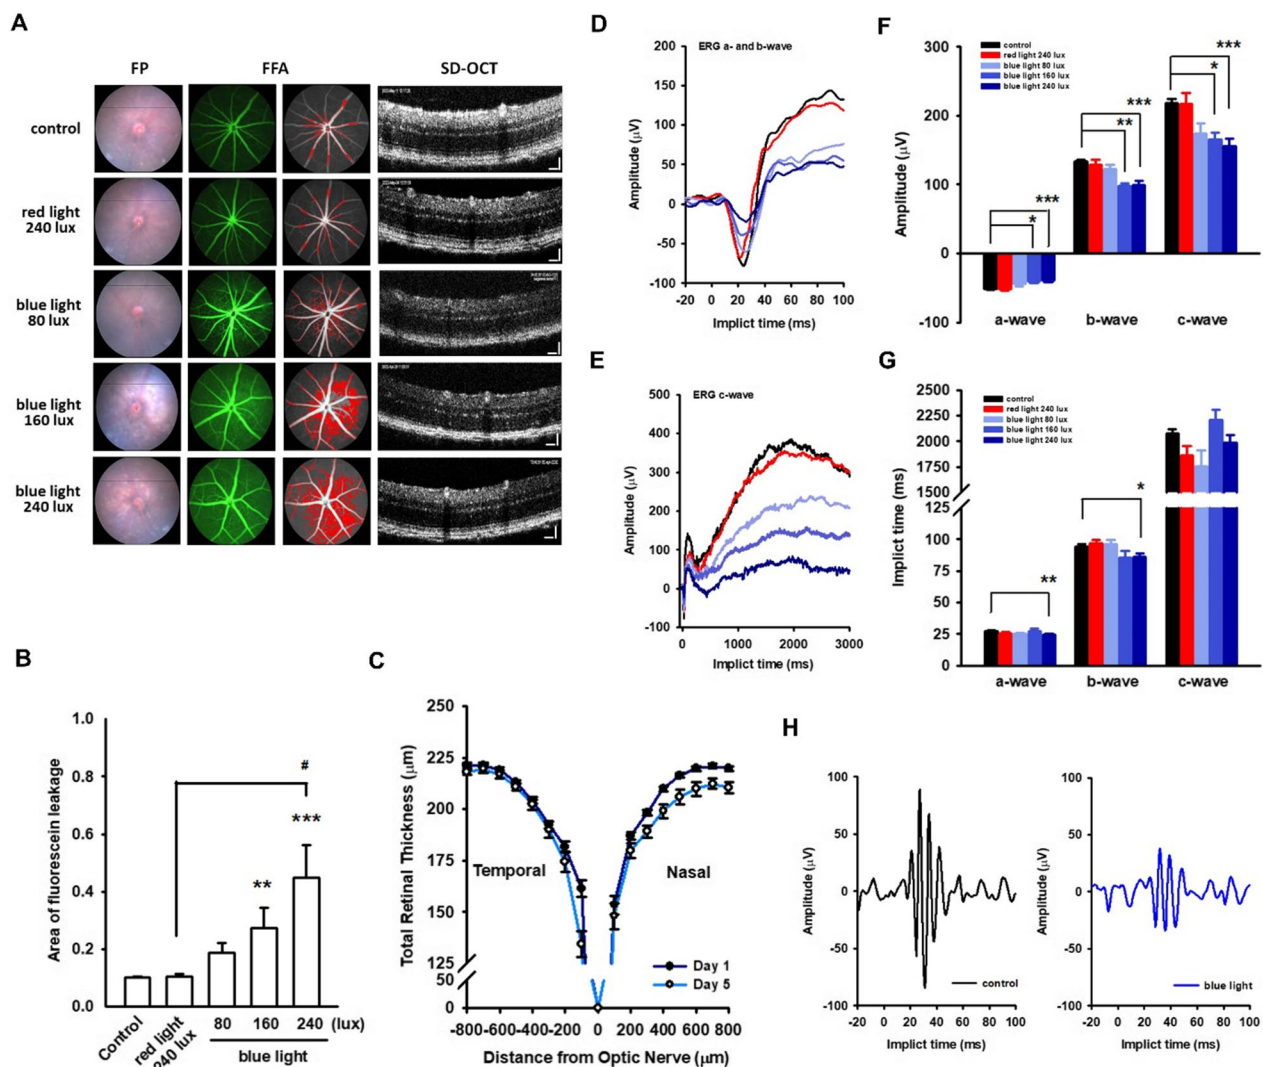 A
FP
FFA
SD-OCT
control
red light
240 lux
blue light
80 lux
blue light
160 lux
blue light
240 lux
B
Area of fluorescein leakage
1.0
0.8
0.6
0.4
0.2
0.0
#
***
**
Control
red light
240 lux
80
160
240
(lux)
blue light
C
Total Retinal Thickness (μm)
250
225
200
175
150
125
50
0
Temporal
Nasal
Day 1
Day 5
-800-600-400-200 0 200 400 600 800
Distance from Optic Nerve (μm)
D
ERG a- and b-wave
Amplitude (μV)
200
150
100
50
0
-50
-100
-20 0 20 40 60 80 100
Implict time (ms)
E
ERG c-wave
Amplitude (μV)
500
400
300
200
100
0
-100
0 1000 2000 3000
Implict time (ms)
F
control
red light 240 lux
blue light 80 lux
blue light 160 lux
blue light 240 lux
Amplitude (μV)
300
200
100
0
-100
***
*
***
**
***
*
a-wave
b-wave
c-wave
G
control
red light 240 lux
blue light 80 lux
blue light 160 lux
blue light 240 lux
Implict time (ms)
2500
2250
2000
1750
1500
125
100
75
50
25
0
**
*
a-wave
b-wave
c-wave
H
Amplitude (μV)
100
50
0
-50
-100
control
-20 0 20 40 60 80 100
Implict time (ms)
Amplitude (μV)
100
50
0
-50
-100
blue light
-20 0 20 40 60 80 100
Implict time (ms)